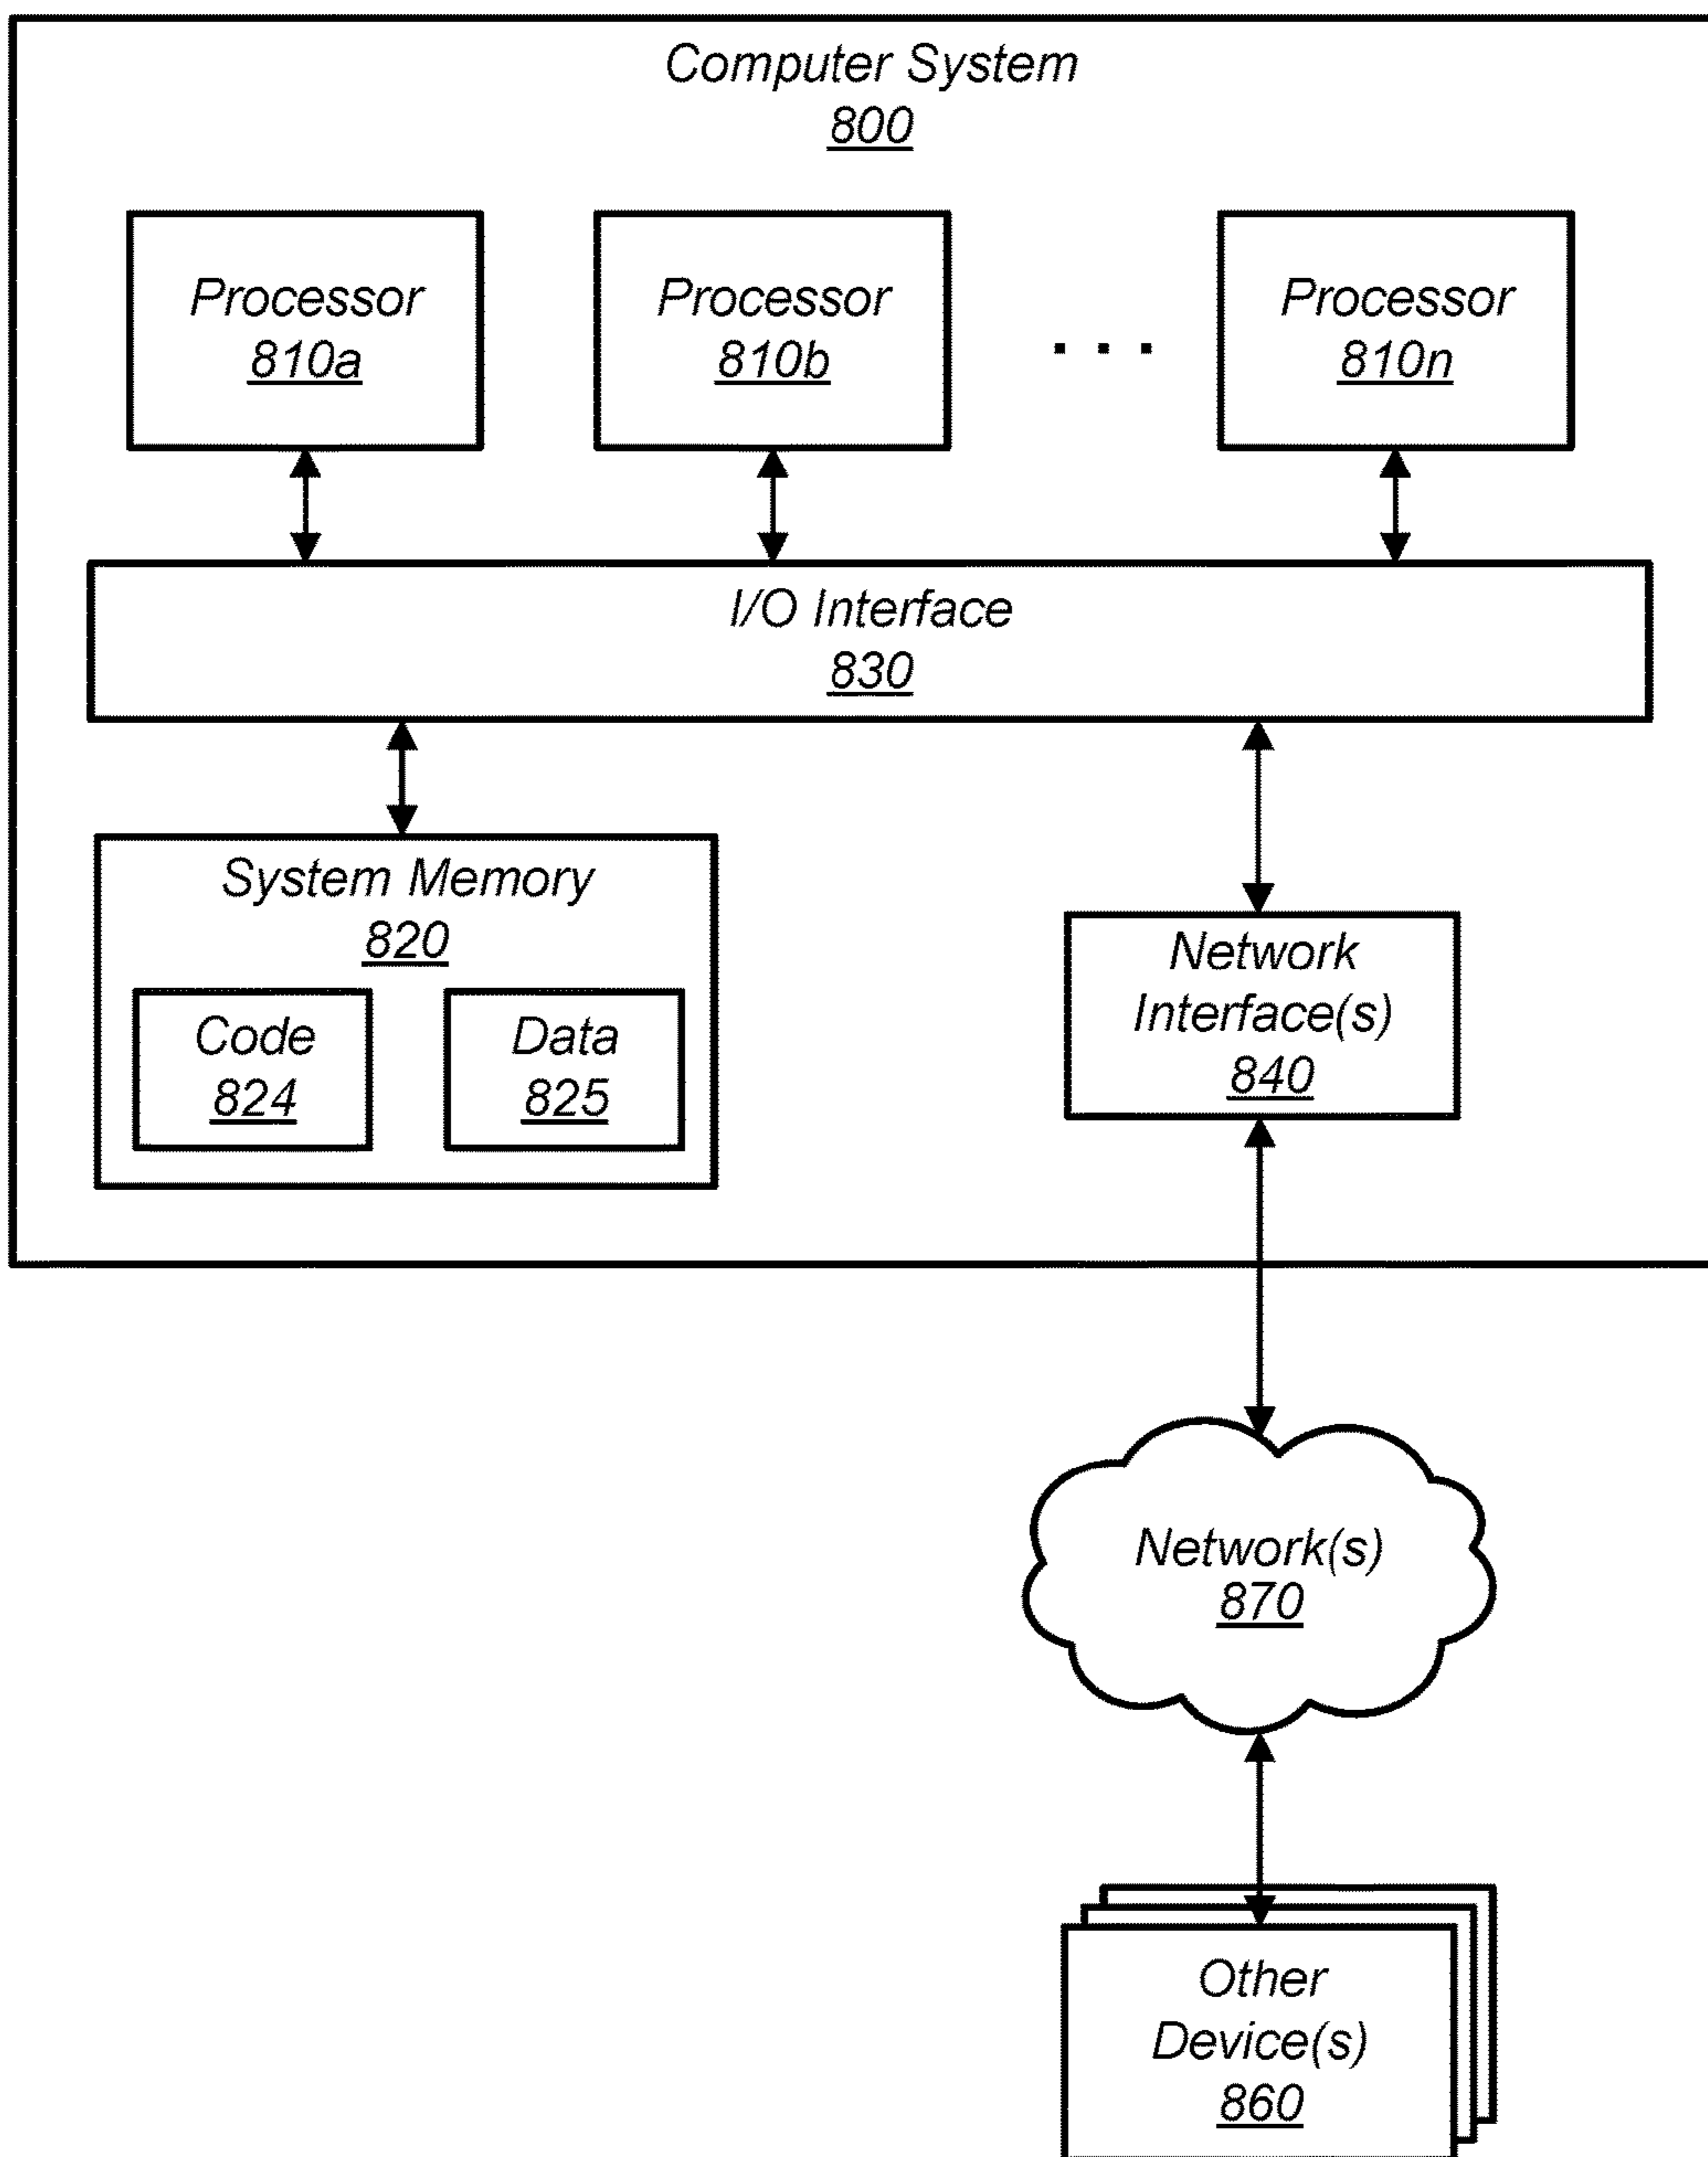 Computer System
800
Processor
810a
Processor
810b
. . .
Processor
810n
I/O Interface
830
System Memory
820
Code
824
Data
825
Network
Interface(s)
840
Network(s)
870
Other
Device(s)
860